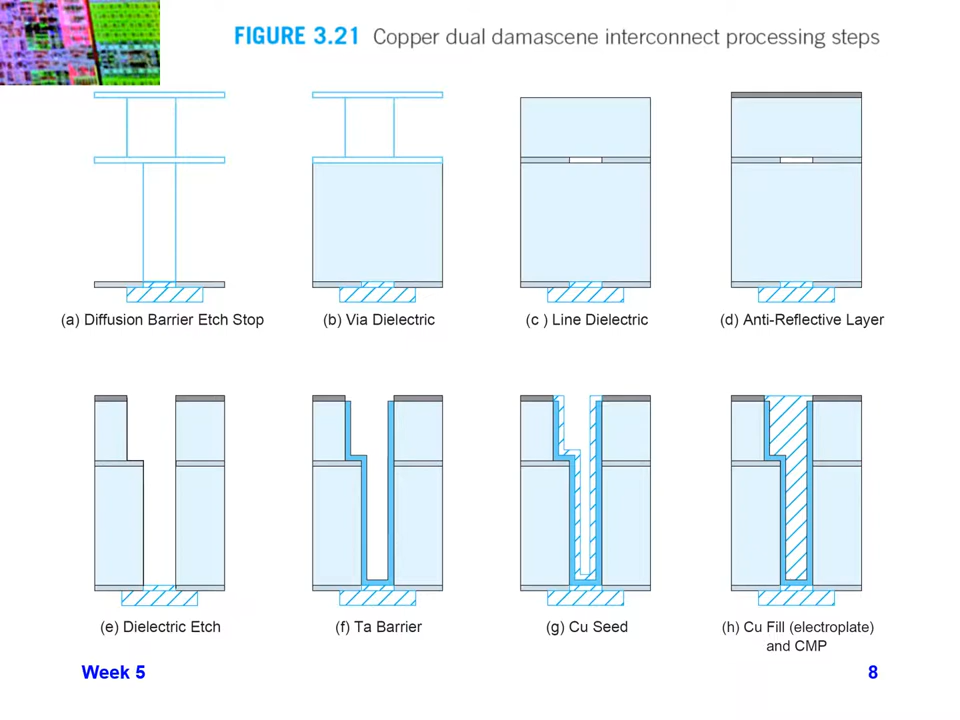 FIGURE 3.21 Copper dual damascene interconnect processing steps
(a) Diffusion Barrier Etch Stop
(b) Via Dielectric
(c ) Line Dielectric
(d) Anti-Reflective Layer
(e) Dielectric Etch
(f) Ta Barrier
(g) Cu Seed
(h) Cu Fill (electroplate)
and CMP
Week 5
8